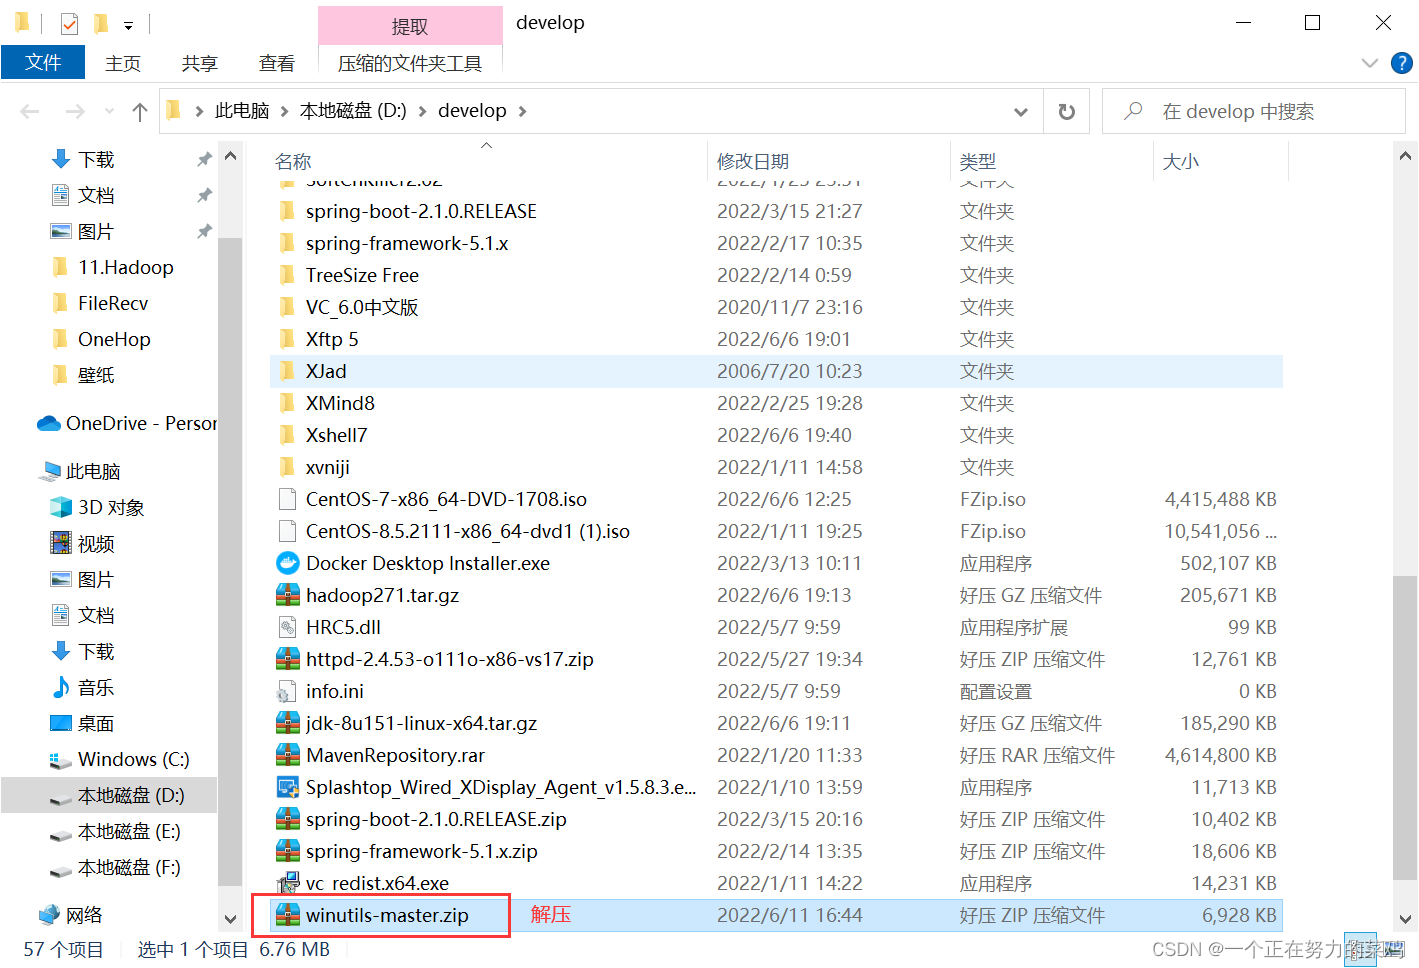 提取
develop
文件 主页 共享 查看 压缩的文件夹工具
此电脑 本地磁盘 (D:) develop
在 develop 中搜索
下载
文档
图片
11.Hadoop
FileRecv
OneHop
壁纸
OneDrive - Person
此电脑
3D 对象
视频
图片
文档
下载
音乐
桌面
Windows (C:)
本地磁盘 (D:)
本地磁盘 (E:)
本地磁盘 (F:)
网络
名称 修改日期 类型 大小
spring-boot-2.1.0.RELEASE 2022/3/15 21:27 文件夹
spring-framework-5.1.x 2022/2/17 10:35 文件夹
TreeSize Free 2022/2/14 0:59 文件夹
VC_6.0中文版 2020/11/7 23:16 文件夹
Xftp 5 2022/6/6 19:01 文件夹
XJad 2006/7/20 10:23 文件夹
XMind8 2022/2/25 19:28 文件夹
Xshell7 2022/6/6 19:40 文件夹
xvniji 2022/1/11 14:58 文件夹
CentOS-7-x86_64-DVD-1708.iso 2022/6/6 12:25 FZip.iso 4,415,488 KB
CentOS-8.5.2111-x86_64-dvd1 (1).iso 2022/1/11 19:25 FZip.iso 10,541,056 ...
Docker Desktop Installer.exe 2022/3/13 10:11 应用程序 502,107 KB
hadoop271.tar.gz 2022/6/6 19:13 好压 GZ 压缩文件 205,671 KB
HRC5.dll 2022/5/7 9:59 应用程序扩展 99 KB
httpd-2.4.53-o111o-x86-vs17.zip 2022/5/27 19:34 好压 ZIP 压缩文件 12,761 KB
info.ini 2022/5/7 9:59 配置设置 0 KB
jdk-8u151-linux-x64.tar.gz 2022/6/6 19:11 好压 GZ 压缩文件 185,290 KB
MavenRepository.rar 2022/1/20 11:33 好压 RAR 压缩文件 4,614,800 KB
Splashtop_Wired_XDisplay_Agent_v1.5.8.3.e... 2022/1/10 13:59 应用程序 11,713 KB
spring-boot-2.1.0.RELEASE.zip 2022/3/15 20:16 好压 ZIP 压缩文件 10,402 KB
spring-framework-5.1.x.zip 2022/2/14 13:35 好压 ZIP 压缩文件 18,606 KB
vc_redist.x64.exe 2022/1/11 14:22 应用程序 14,231 KB
winutils-master.zip 解压 2022/6/11 16:44 好压 ZIP 压缩文件 6,928 KB
57 个项目 选中 1 个项目 6.76 MB
CSDN @一个正在努力的菜鸡